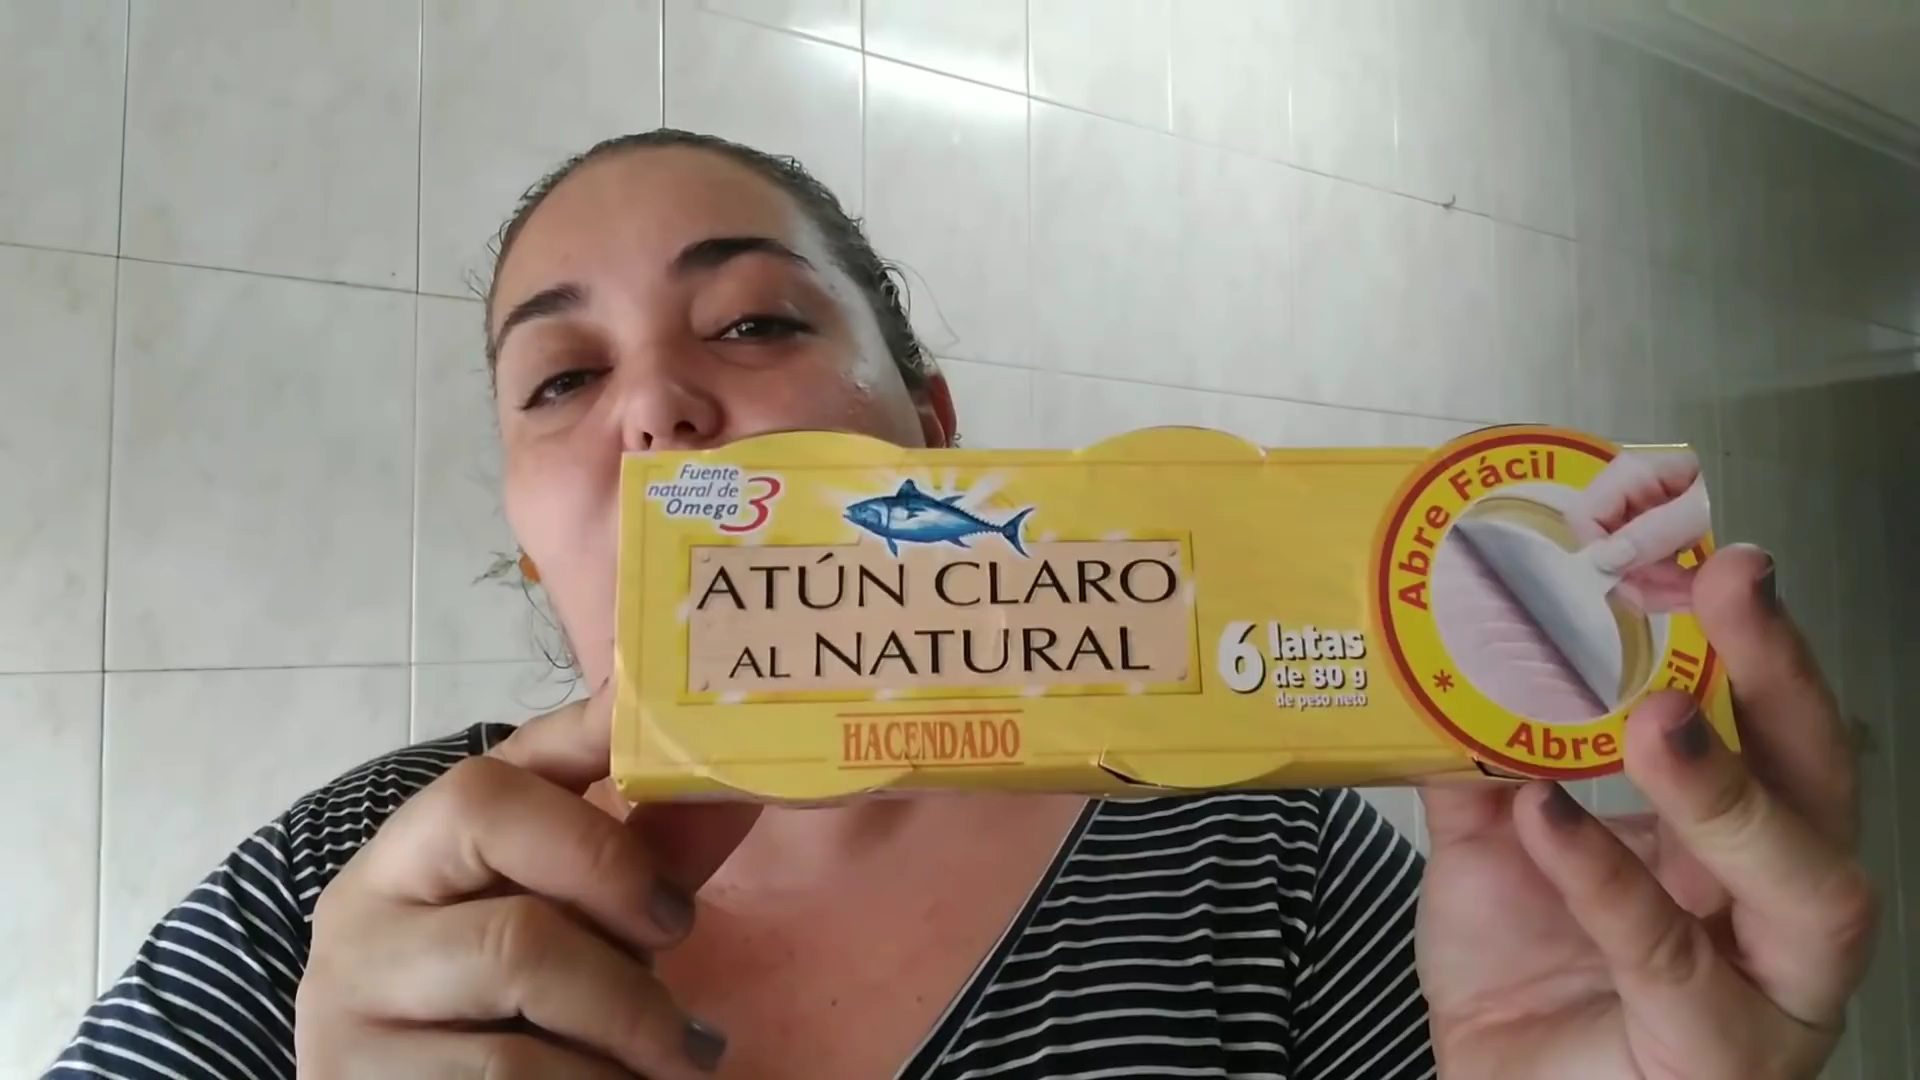 Fuente
natural de
Omega 3
ATÚN CLARO
AL NATURAL
HACENDADO
6 latas
de 80 g
de peso neto
Abre Fácil
* Abre
cil